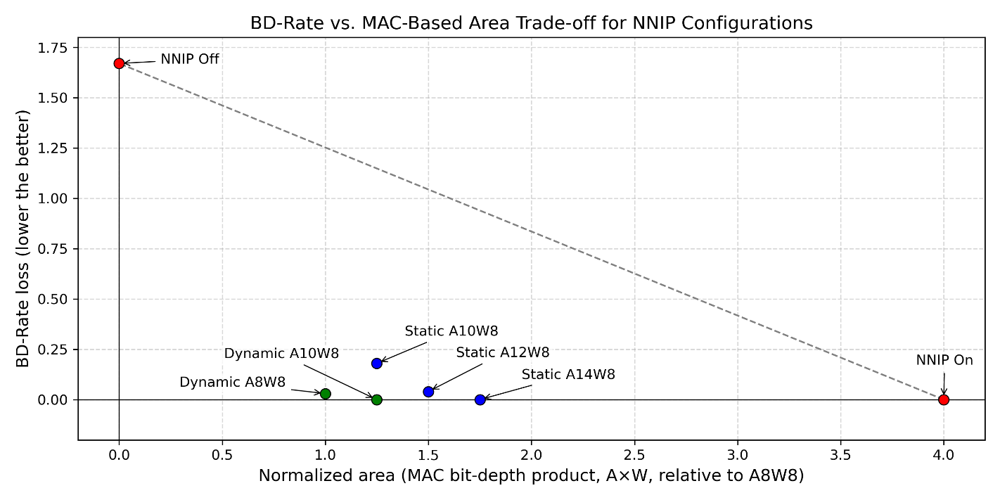 BD-Rate vs. MAC-Based Area Trade-off for NNIP Configurations
BD-Rate loss (lower the better)
1.75
1.50
1.25
1.00
0.75
0.50
0.25
0.00
NNIP Off
Static A10W8
Dynamic A10W8
Static A12W8
NNIP On
Static A14W8
Dynamic A8W8
0.0
0.5
1.0
1.5
2.0
2.5
3.0
3.5
4.0
Normalized area (MAC bit-depth product, A×W, relative to A8W8)